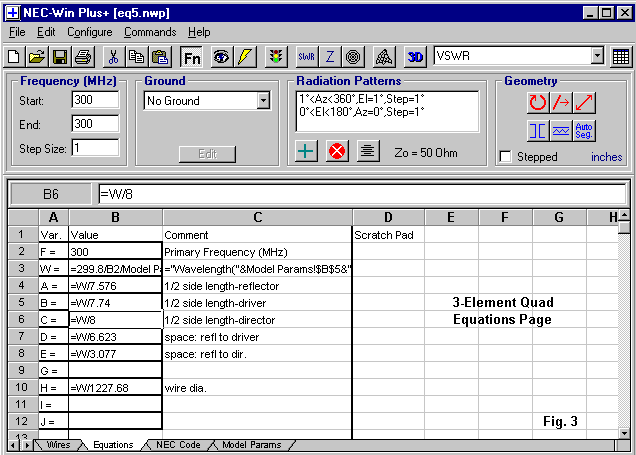 NEC-Win Plus+ [eq5.nwp]
File Edit Configure Commands Help
Fn SWR Z 3D VSWR
Frequency (MHz)
Start: 300
End: 300
Step Size: 1
Ground
No Ground
Edit
Radiation Patterns
1°<Az<360°,El=1°,Step=1°
0°<El<180°,Az=0°,Step=1°
Zo = 50 Ohm
Geometry
Auto Seg.
Stepped inches
B6 =W/8
A B C D E F G H
1 Var. Value Comment Scratch Pad
2 F = 300 Primary Frequency (MHz)
3 W = =299.8/B2/Model Pa ="Wavelength("&Model Params!$B$5&"
4 A = =W/7.576 1/2 side length-reflector
5 B = =W/7.74 1/2 side length-driver 3-Element Quad
6 C = =W/8 1/2 side length-director Equations Page
7 D = =W/6.623 space: refl to driver
8 E = =W/3.077 space: refl to dir.
9 G =
10 H = =W/1227.68 wire dia.
11 I =
12 J = Fig. 3
13
Wires Equations NEC Code Model Params